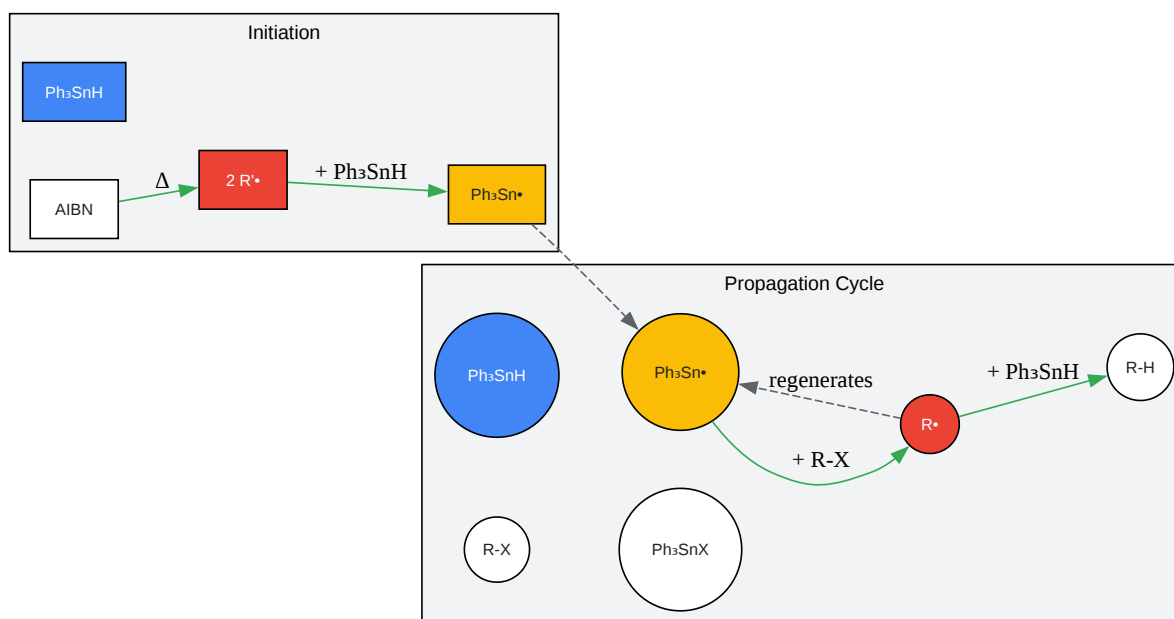 Initiation
Ph₃SnH
AIBN
Δ
2 R'•
+ Ph₃SnH
Ph₃Sn•
Propagation Cycle
Ph₃SnH
Ph₃Sn•
regenerates
+ R-X
R•
+ Ph₃SnH
R-H
R-X
Ph₃SnX